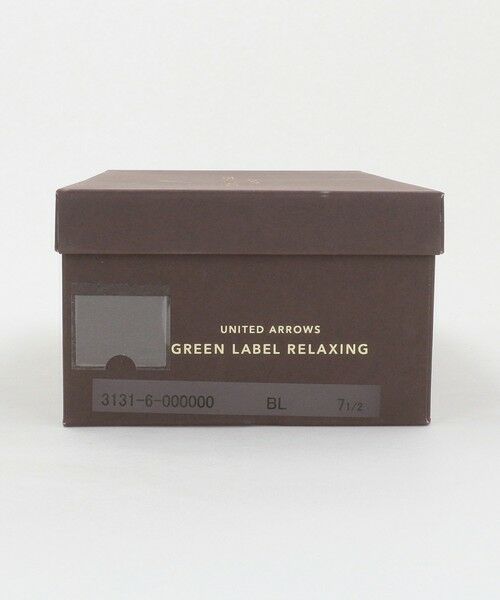 UNITED ARROWS
GREEN LABEL RELAXING
3131-6-000000 BL 7 1/2